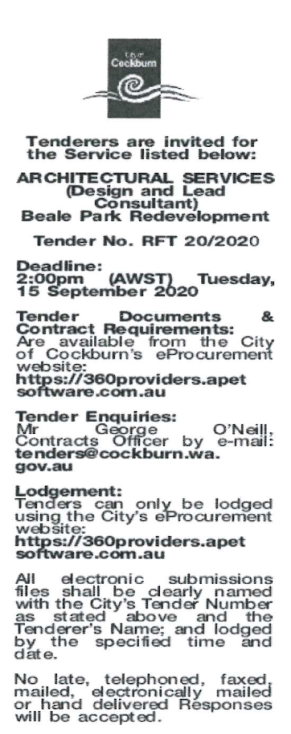 City of
Cockburn
Tenderers are invited for
the Service listed below:
ARCHITECTURAL SERVICES
(Design and Lead
Consultant)
Beale Park Redevelopment
Tender No. RFT 20/2020
Deadline:
2:00pm (AWST) Tuesday,
15 September 2020
Tender Documents &
Contract Requirements:
Are available from the City
of Cockburn's eProcurement
website:
https://360providers.apet
software.com.au
Tender Enquiries:
Mr George O'Neill,
Contracts Officer by e-mail:
tenders@cockburn.wa.
gov.au
Lodgement:
Tenders can only be lodged
using the City's eProcurement
website:
https://360providers.apet
software.com.au
All electronic submissions
files shall be clearly named
with the City's Tender Number
as stated above and the
Tenderer's Name; and lodged
by the specified time and
date.
No late, telephoned, faxed,
mailed, electronically mailed
or hand delivered Responses
will be accepted.